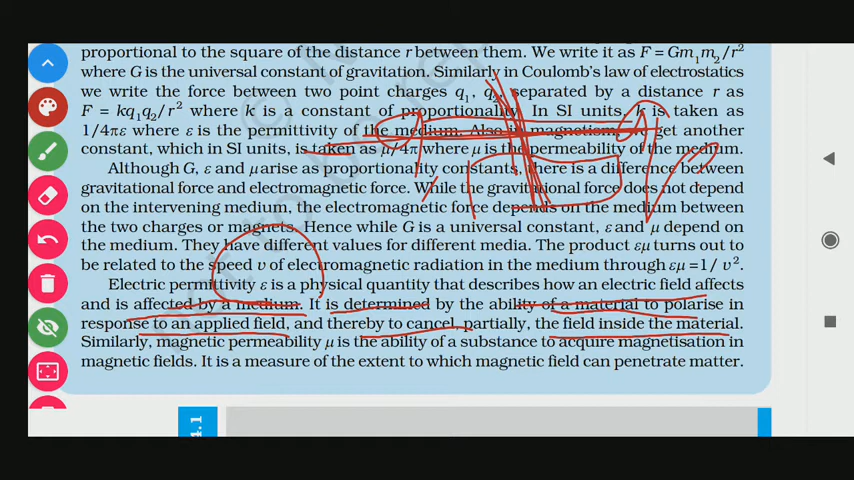 proportional to the square of the distance r between them. We write it as F = Gm₁m₂/r²
where G is the universal constant of gravitation. Similarly in Coulomb's law of electrostatics
we write the force between two point charges q₁, q₂, separated by a distance r as
F = kq₁q₂/r² where k is a constant of proportionality. In SI units, k is taken as
1/4πε where ε is the permittivity of the medium. Also in magnetism, we get another
constant, which in SI units, is taken as μ/4π where μ is the permeability of the medium.
Although G, ε and μ arise as proportionality constants, there is a difference between
gravitational force and electromagnetic force. While the gravitational force does not depend
on the intervening medium, the electromagnetic force depends on the medium between
the two charges or magnets. Hence while G is a universal constant, ε and μ depend on
the medium. They have different values for different media. The product εμ turns out to
be related to the speed υ of electromagnetic radiation in the medium through εμ =1/ υ².
Electric permittivity ε is a physical quantity that describes how an electric field affects
and is affected by a medium. It is determined by the ability of a material to polarise in
response to an applied field, and thereby to cancel, partially, the field inside the material.
Similarly, magnetic permeability μ is the ability of a substance to acquire magnetisation in
magnetic fields. It is a measure of the extent to which magnetic field can penetrate matter.
4.1